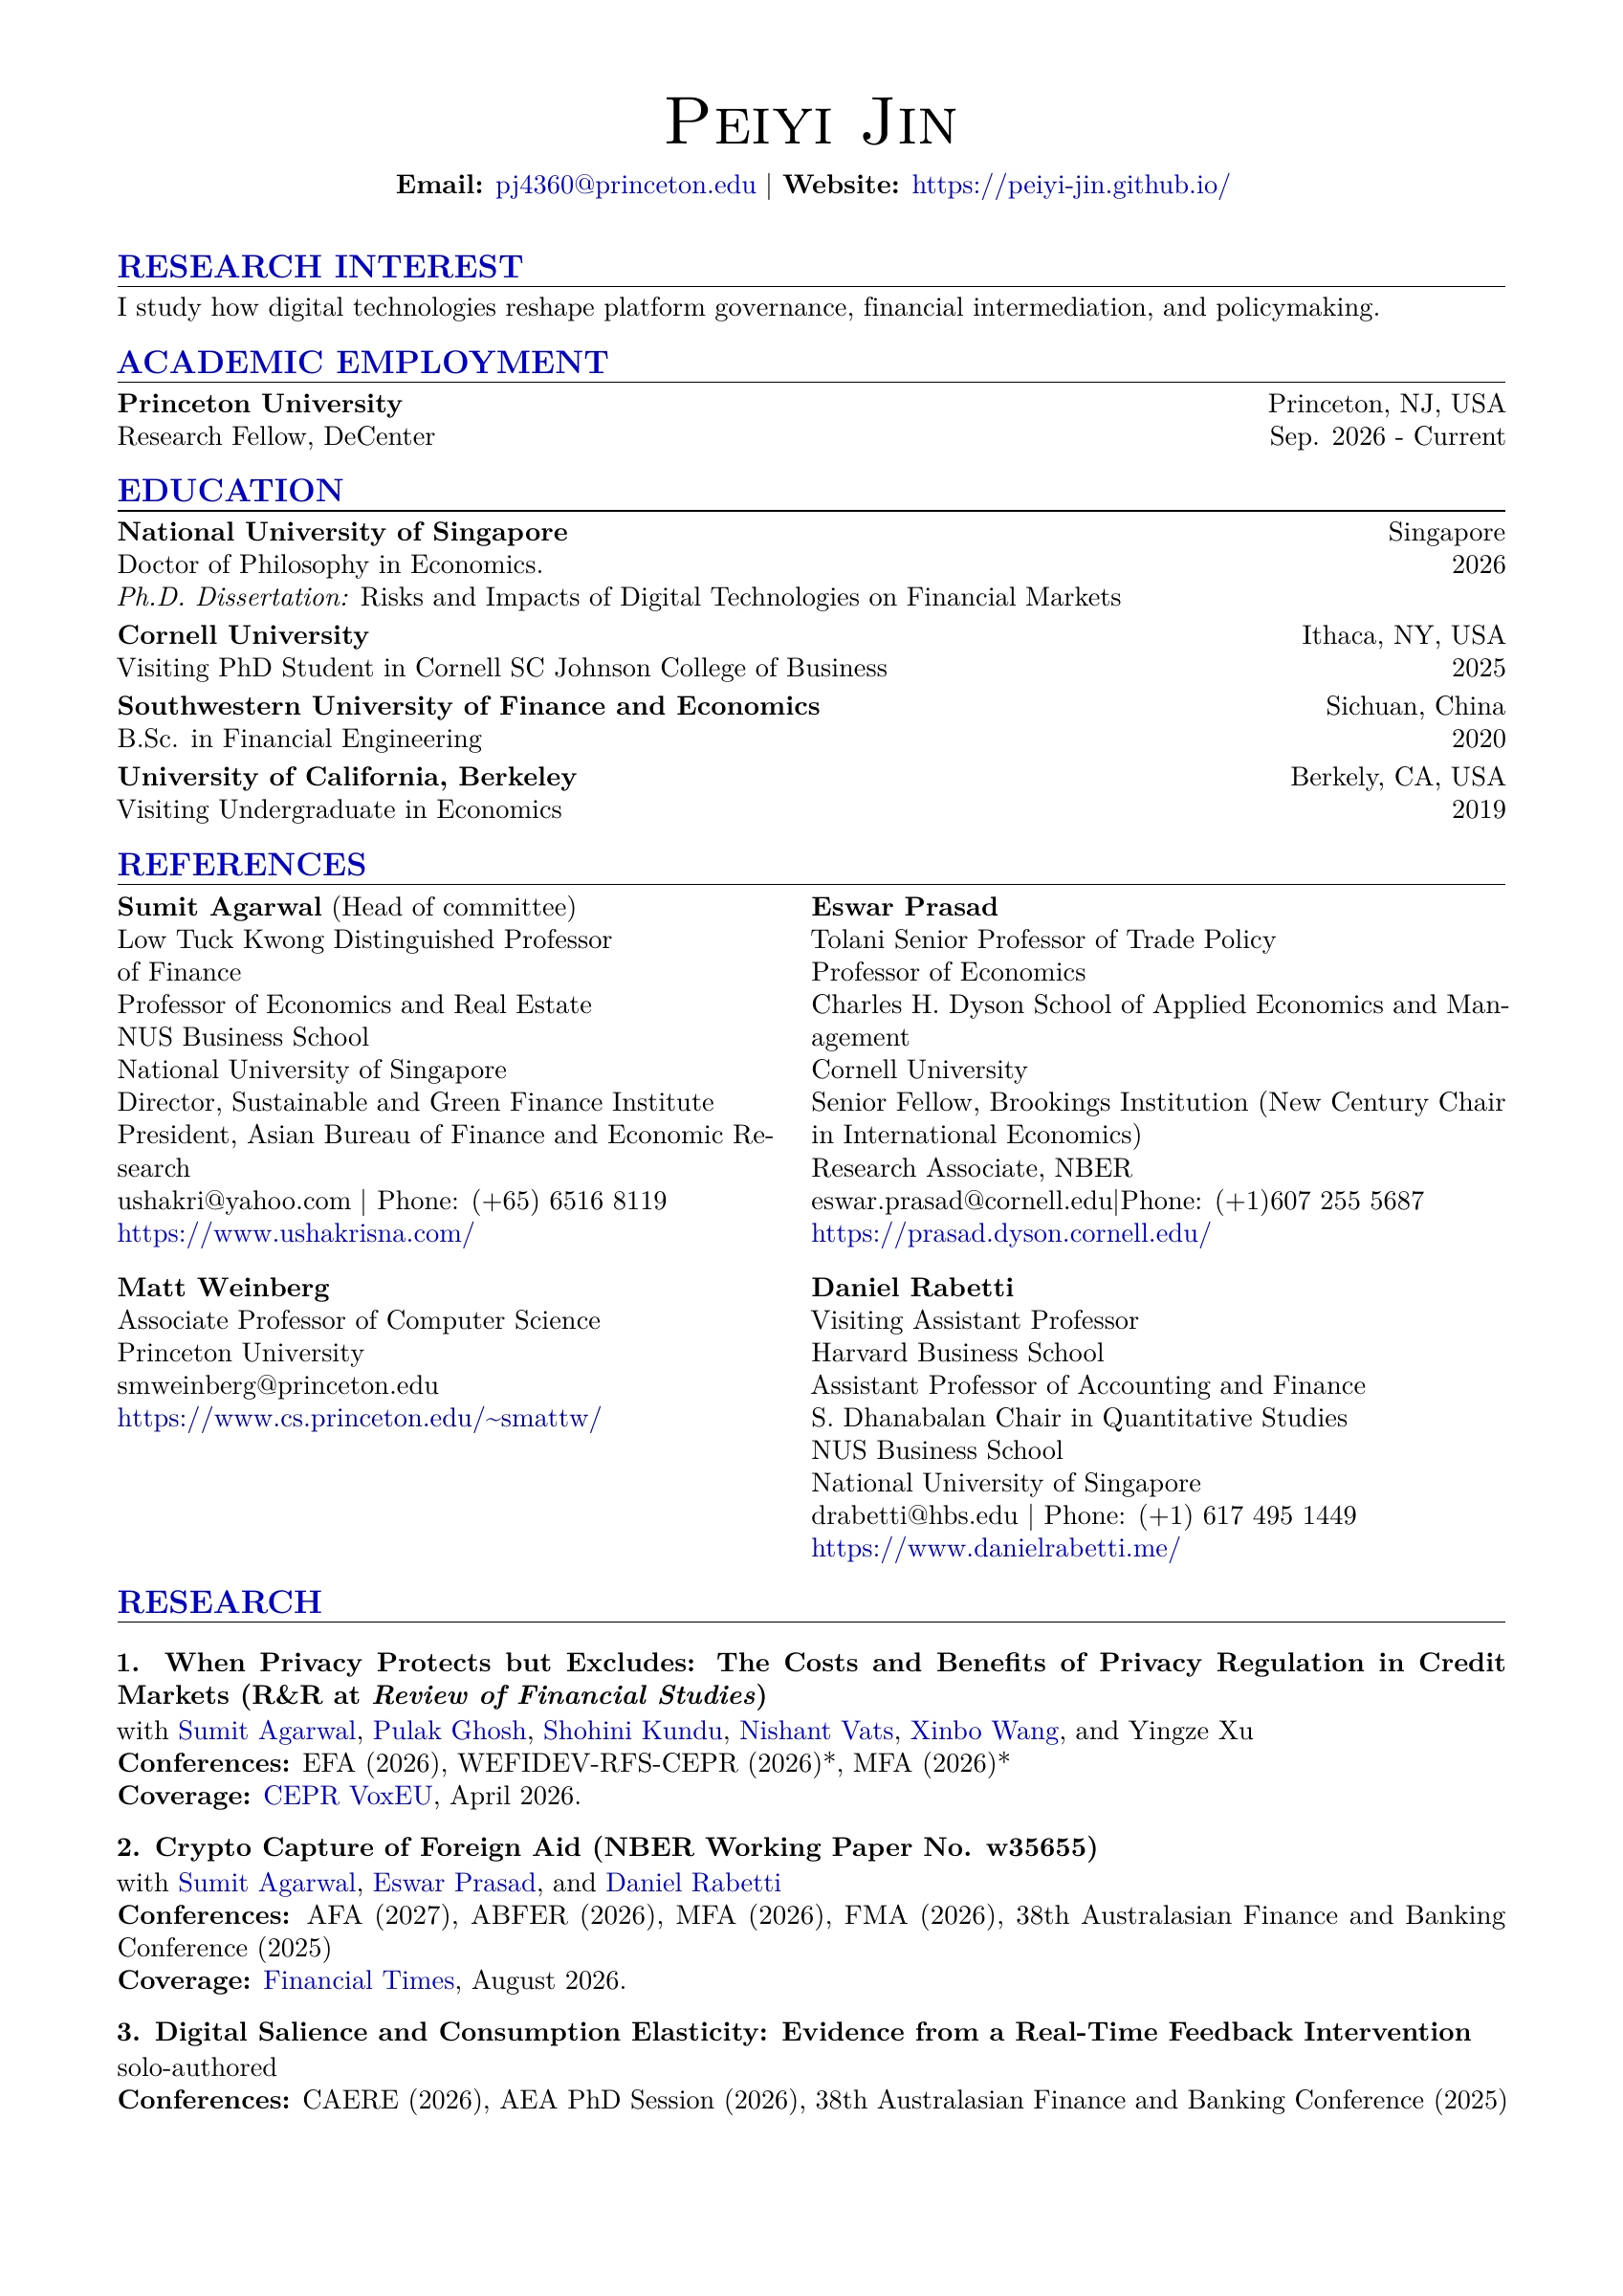 Peiyi Jin
Email: pj4360@princeton.edu | Website: https://peiyi-jin.github.io/
RESEARCH INTEREST
I study how digital technologies reshape platform governance, financial intermediation, and policymaking.
ACADEMIC EMPLOYMENT
Princeton University Princeton, NJ, USA
Research Fellow, DeCenter Sep. 2026 - Current
EDUCATION
National University of Singapore Singapore
Doctor of Philosophy in Economics. 2026
Ph.D. Dissertation: Risks and Impacts of Digital Technologies on Financial Markets
Cornell University Ithaca, NY, USA
Visiting PhD Student in Cornell SC Johnson College of Business 2025
Southwestern University of Finance and Economics Sichuan, China
B.Sc. in Financial Engineering 2020
University of California, Berkeley Berkely, CA, USA
Visiting Undergraduate in Economics 2019
REFERENCES
Sumit Agarwal (Head of committee)
Low Tuck Kwong Distinguished Professor
of Finance
Professor of Economics and Real Estate
NUS Business School
National University of Singapore
Director, Sustainable and Green Finance Institute
President, Asian Bureau of Finance and Economic Re-
search
ushakri@yahoo.com | Phone: (+65) 6516 8119
https://www.ushakrisna.com/
Eswar Prasad
Tolani Senior Professor of Trade Policy
Professor of Economics
Charles H. Dyson School of Applied Economics and Man-
agement
Cornell University
Senior Fellow, Brookings Institution (New Century Chair
in International Economics)
Research Associate, NBER
eswar.prasad@cornell.edu|Phone: (+1)607 255 5687
https://prasad.dyson.cornell.edu/
Matt Weinberg
Associate Professor of Computer Science
Princeton University
smweinberg@princeton.edu
https://www.cs.princeton.edu/~smattw/
Daniel Rabetti
Visiting Assistant Professor
Harvard Business School
Assistant Professor of Accounting and Finance
S. Dhanabalan Chair in Quantitative Studies
NUS Business School
National University of Singapore
drabetti@hbs.edu | Phone: (+1) 617 495 1449
https://www.danielrabetti.me/
RESEARCH
1. When Privacy Protects but Excludes: The Costs and Benefits of Privacy Regulation in Credit
Markets (R&R at Review of Financial Studies)
with Sumit Agarwal, Pulak Ghosh, Shohini Kundu, Nishant Vats, Xinbo Wang, and Yingze Xu
Conferences: EFA (2026), WEFIDEV-RFS-CEPR (2026)*, MFA (2026)*
Coverage: CEPR VoxEU, April 2026.
2. Crypto Capture of Foreign Aid (NBER Working Paper No. w35655)
with Sumit Agarwal, Eswar Prasad, and Daniel Rabetti
Conferences: AFA (2027), ABFER (2026), MFA (2026), FMA (2026), 38th Australasian Finance and Banking
Conference (2025)
Coverage: Financial Times, August 2026.
3. Digital Salience and Consumption Elasticity: Evidence from a Real-Time Feedback Intervention
solo-authored
Conferences: CAERE (2026), AEA PhD Session (2026), 38th Australasian Finance and Banking Conference (2025)